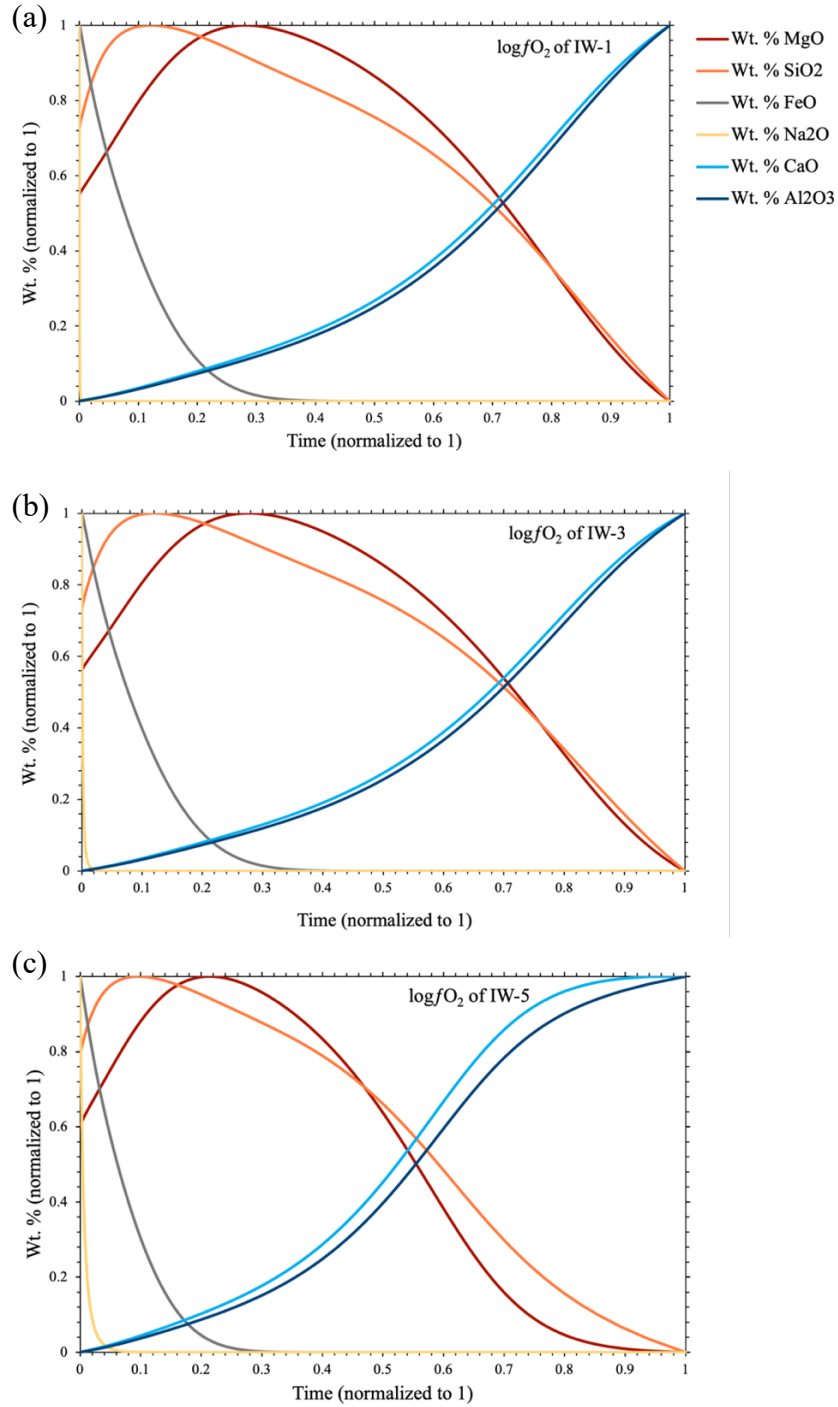 (a)
log fO2 of IW-1
Wt. % MgO
Wt. % SiO2
Wt. % FeO
Wt. % Na2O
Wt. % CaO
Wt. % Al2O3
Wt. % (normalized to 1)
1
0.8
0.6
0.4
0.2
0
0 0.1 0.2 0.3 0.4 0.5 0.6 0.7 0.8 0.9 1
Time (normalized to 1)
(b)
log fO2 of IW-3
Wt. % (normalized to 1)
1
0.8
0.6
0.4
0.2
0
0 0.1 0.2 0.3 0.4 0.5 0.6 0.7 0.8 0.9 1
Time (normalized to 1)
(c)
log fO2 of IW-5
Wt. % (normalized to 1)
1
0.8
0.6
0.4
0.2
0
0 0.1 0.2 0.3 0.4 0.5 0.6 0.7 0.8 0.9 1
Time (normalized to 1)